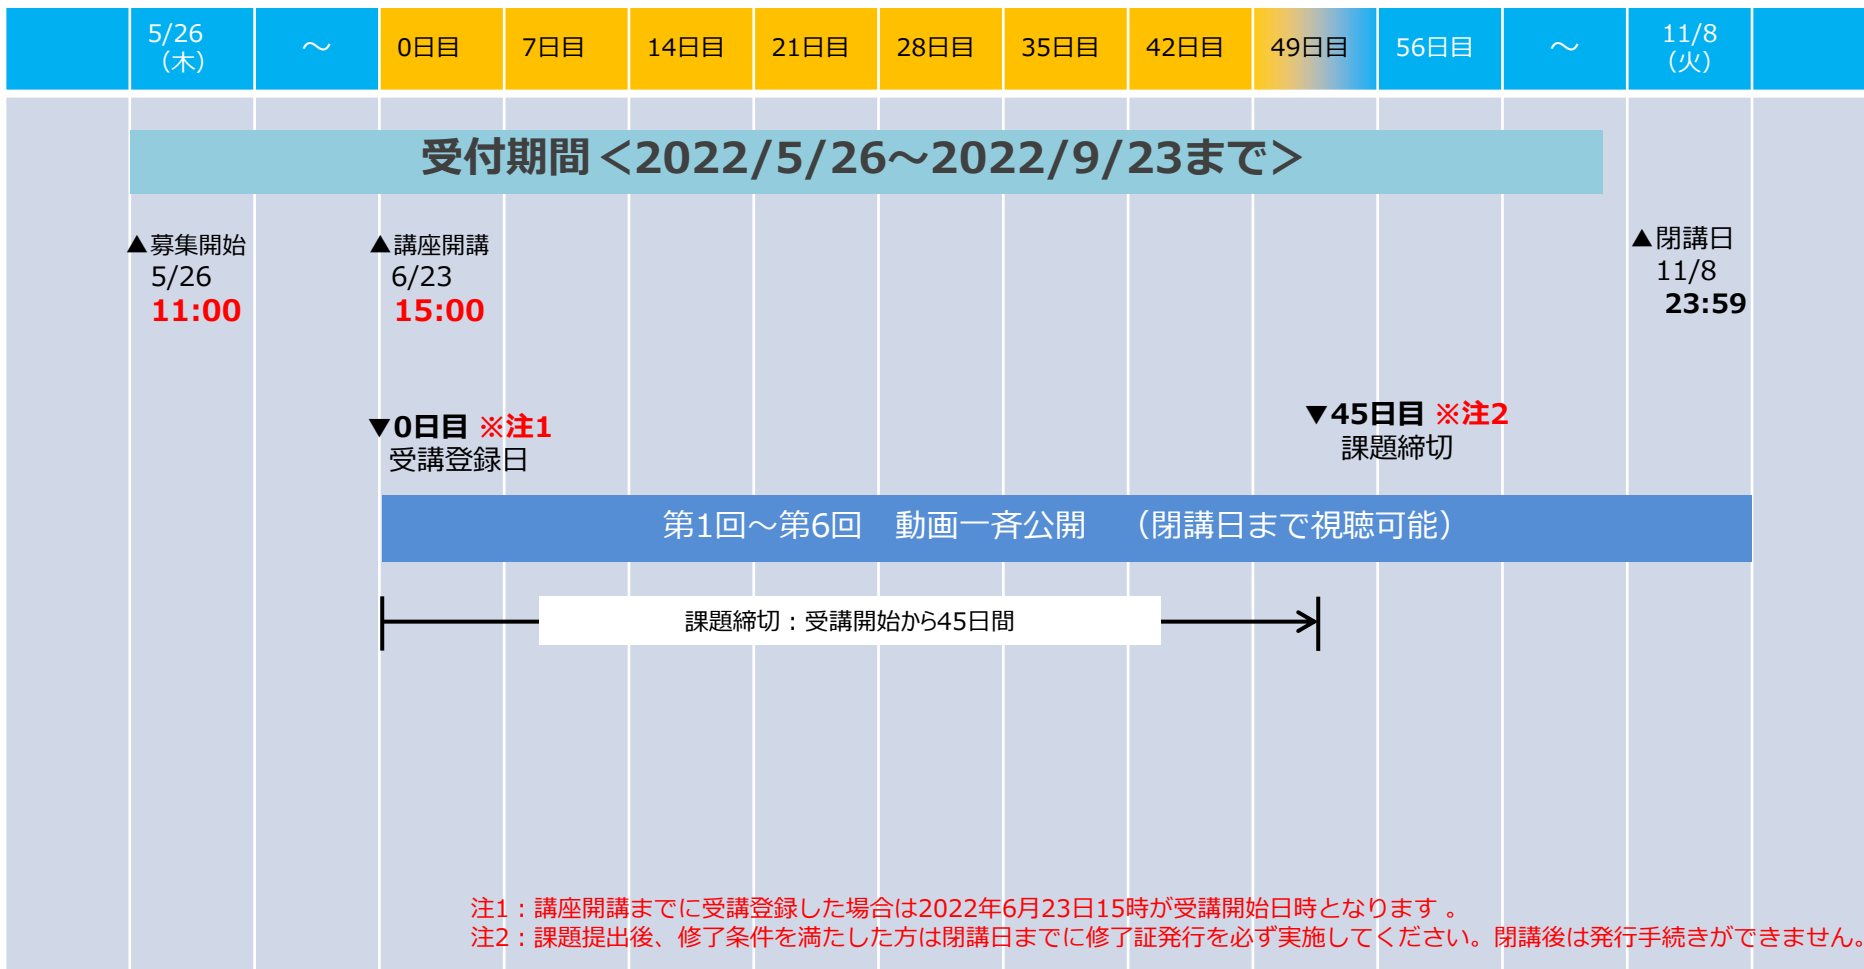 5/26
（木）
～
0日目
7日目
14日目
21日目
28日目
35日目
42日目
49日目
56日目
～
11/8
（火）
受付期間＜2022/5/26～2022/9/23まで＞
▲募集開始
5/26
11:00
▲講座開講
6/23
15:00
▲閉講日
11/8
23:59
▼0日目 ※注1
受講登録日
▼45日目 ※注2
課題締切
第1回～第6回　動画一斉公開　（閉講日まで視聴可能）
課題締切：受講開始から45日間
注1：講座開講までに受講登録した場合は2022年6月23日15時が受講開始日時となります 。
注2：課題提出後、修了条件を満たした方は閉講日までに修了証発行を必ず実施してください。閉講後は発行手続きができません。